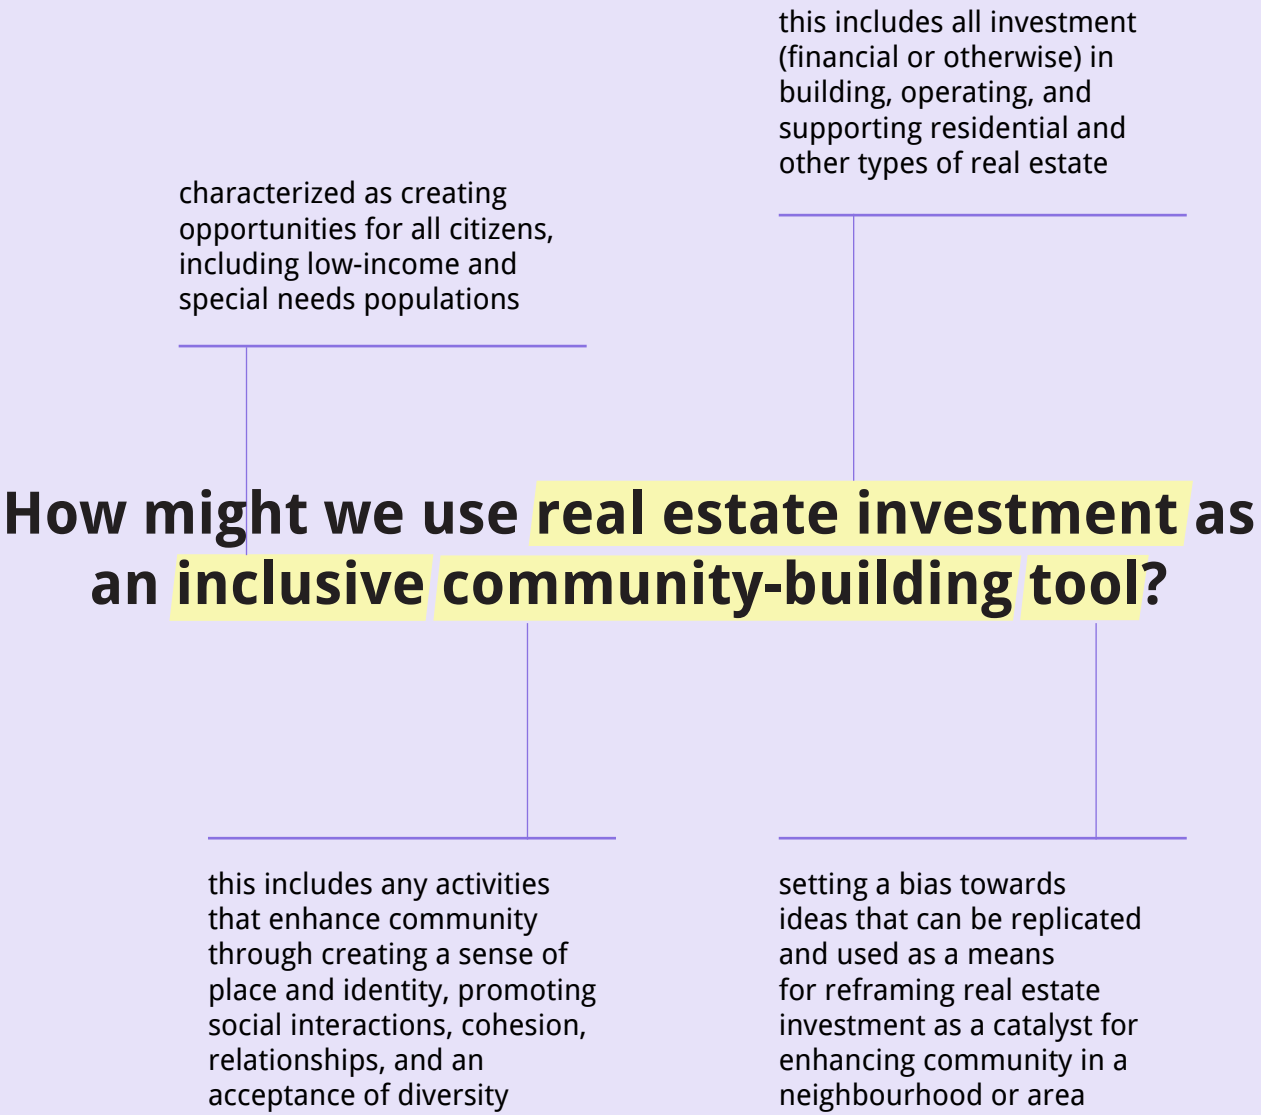 this includes all investment
(financial or otherwise) in
building, operating, and
supporting residential and
other types of real estate
characterized as creating
opportunities for all citizens,
including low-income and
special needs populations
How might we use real estate investment as
an inclusive community-building tool?
this includes any activities
that enhance community
through creating a sense of
place and identity, promoting
social interactions, cohesion,
relationships, and an
acceptance of diversity
setting a bias towards
ideas that can be replicated
and used as a means
for reframing real estate
investment as a catalyst for
enhancing community in a
neighbourhood or area